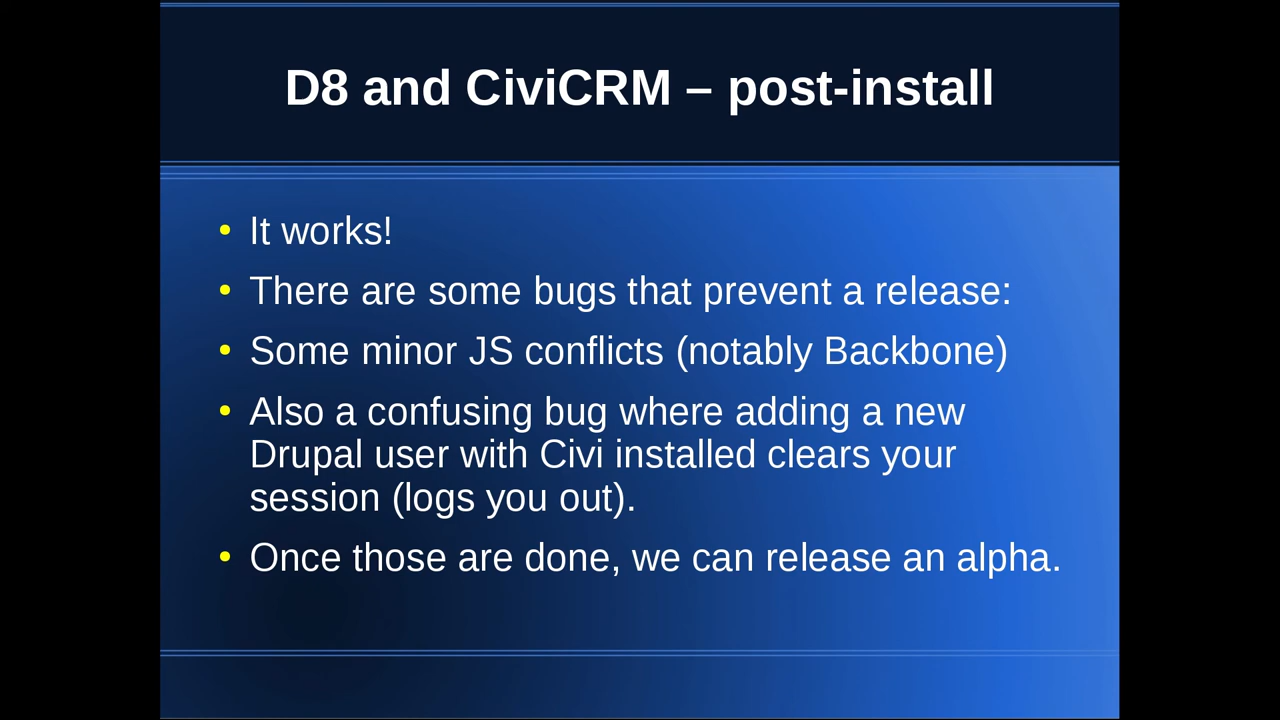 D8 and CiviCRM – post-install
• It works!
• There are some bugs that prevent a release:
• Some minor JS conflicts (notably Backbone)
• Also a confusing bug where adding a new
Drupal user with Civi installed clears your
session (logs you out).
• Once those are done, we can release an alpha.